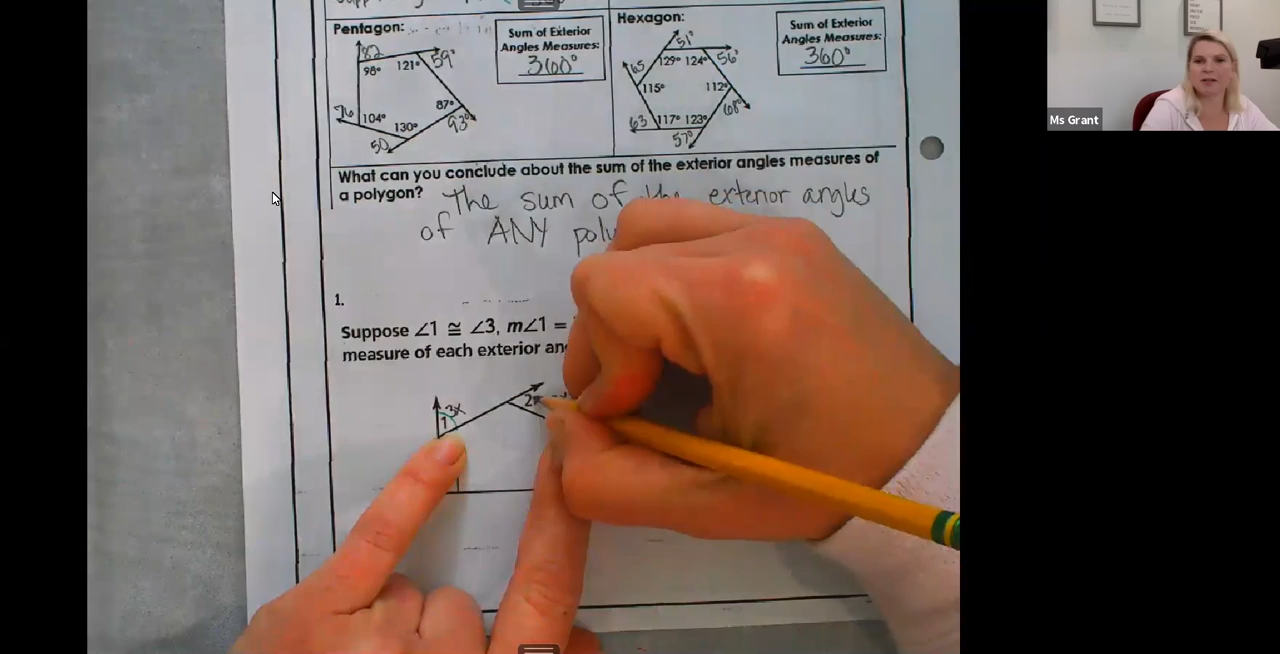 Pentagon:
Sum of Exterior
Angles Measures:
360°
82
98°
121°
59°
87°
93°
76
104°
130°
50
Hexagon:
Sum of Exterior
Angles Measures:
360°
51°
129°
124°
56°
65
115°
112°
68°
63
117°
123°
57°
What can you conclude about the sum of the exterior angles measures of
a polygon? The sum of the exterior angles
of ANY
1.
Suppose ∠1 ≅ ∠3, m∠1 =
measure of each exterior
3x
1
2
Ms Grant